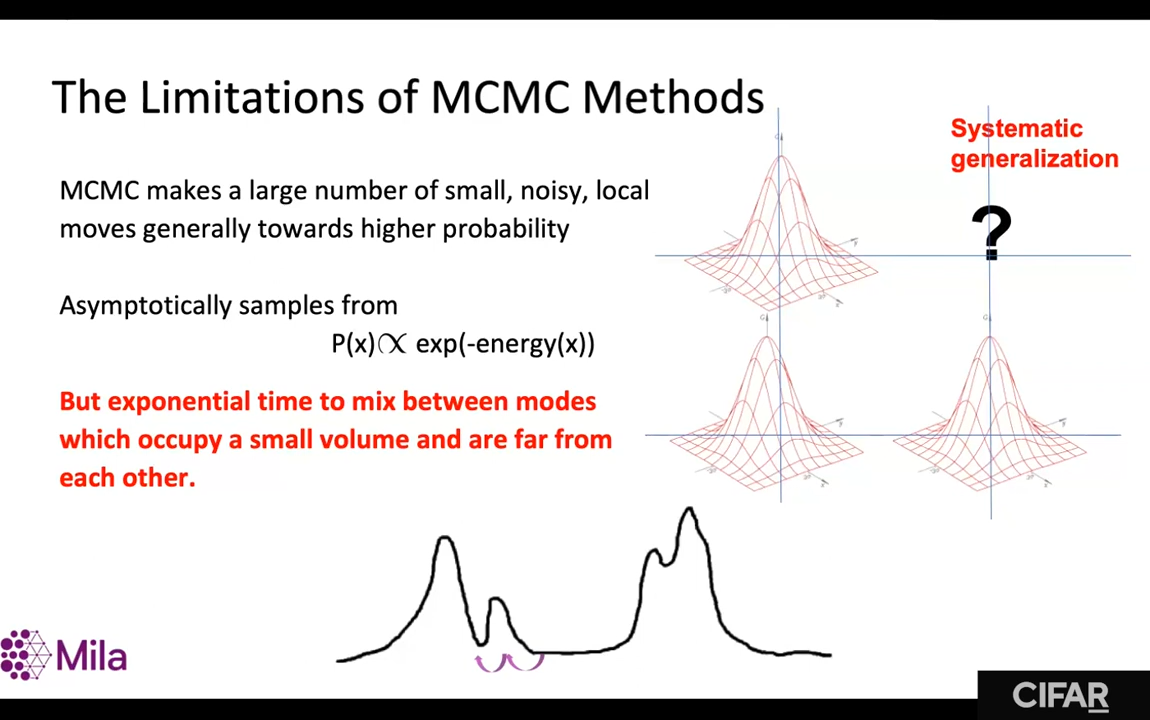 The Limitations of MCMC Methods
Systematic
generalization
?
MCMC makes a large number of small, noisy, local
moves generally towards higher probability
Asymptotically samples from
P(x)∝ exp(-energy(x))
But exponential time to mix between modes
which occupy a small volume and are far from
each other.
Mila
CIFAR